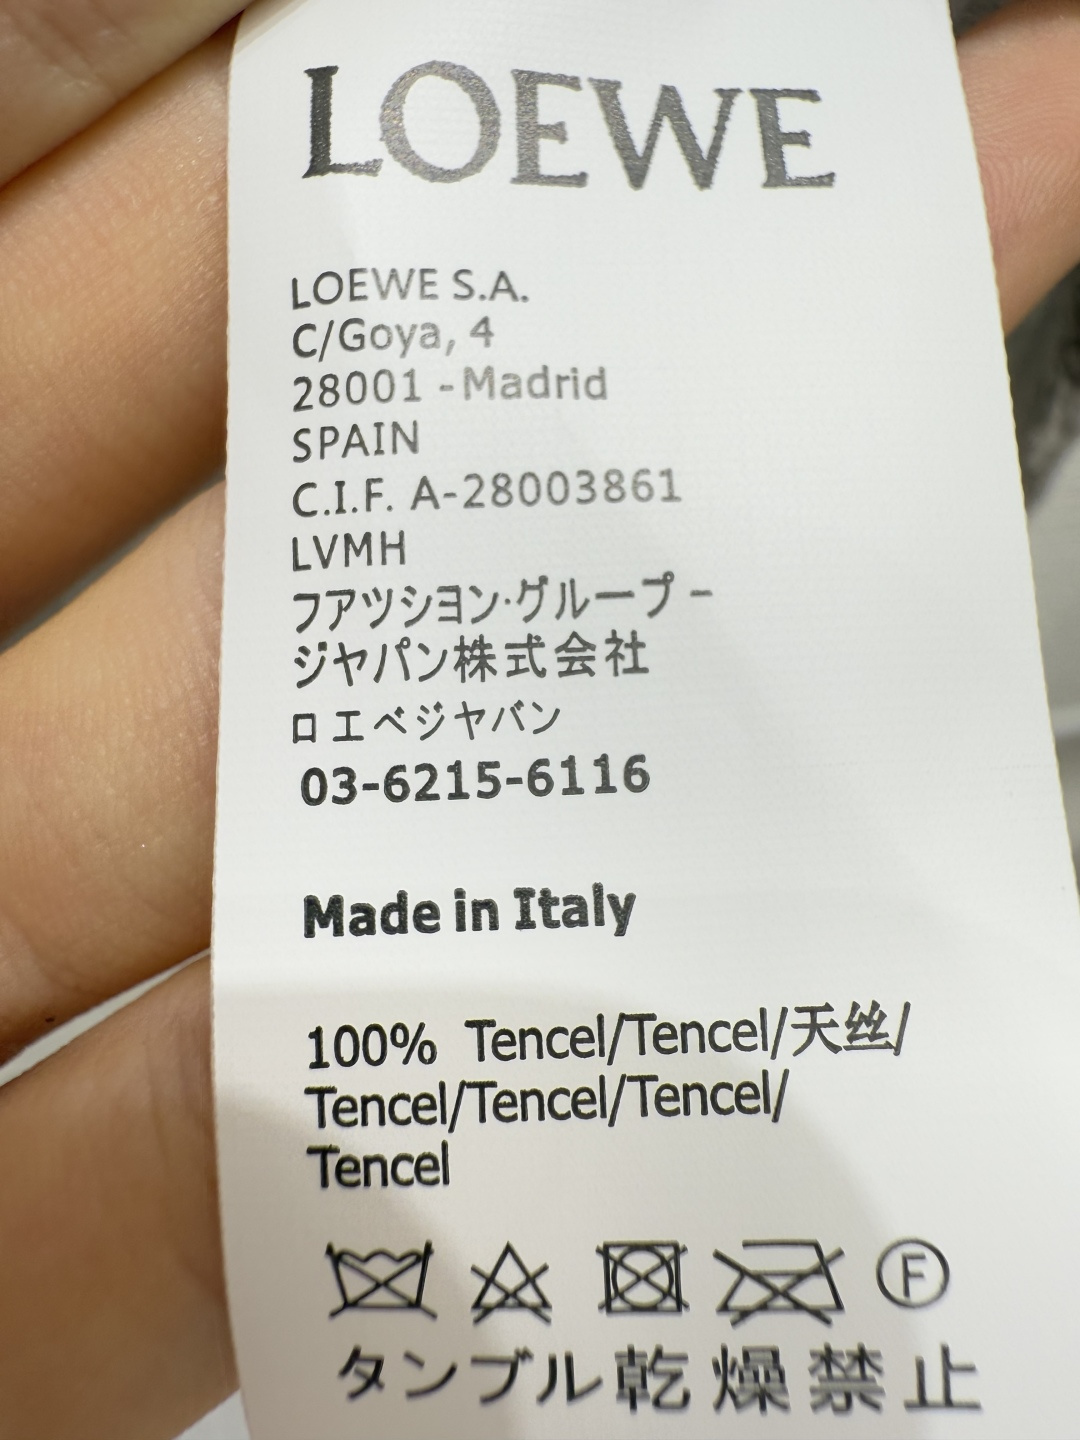 LOEWE
LOEWE S.A.
C/Goya, 4
28001 -Madrid
SPAIN
C.I.F. A-28003861
LVMH
フアツシヨン·グループ -
ジヤパン株式会社
ロエベジヤバン
03-6215-6116
Made in Italy
100% Tencel/Tencel/天丝/
Tencel/Tencel/Tencel/
Tencel
F
タンブル乾燥禁止